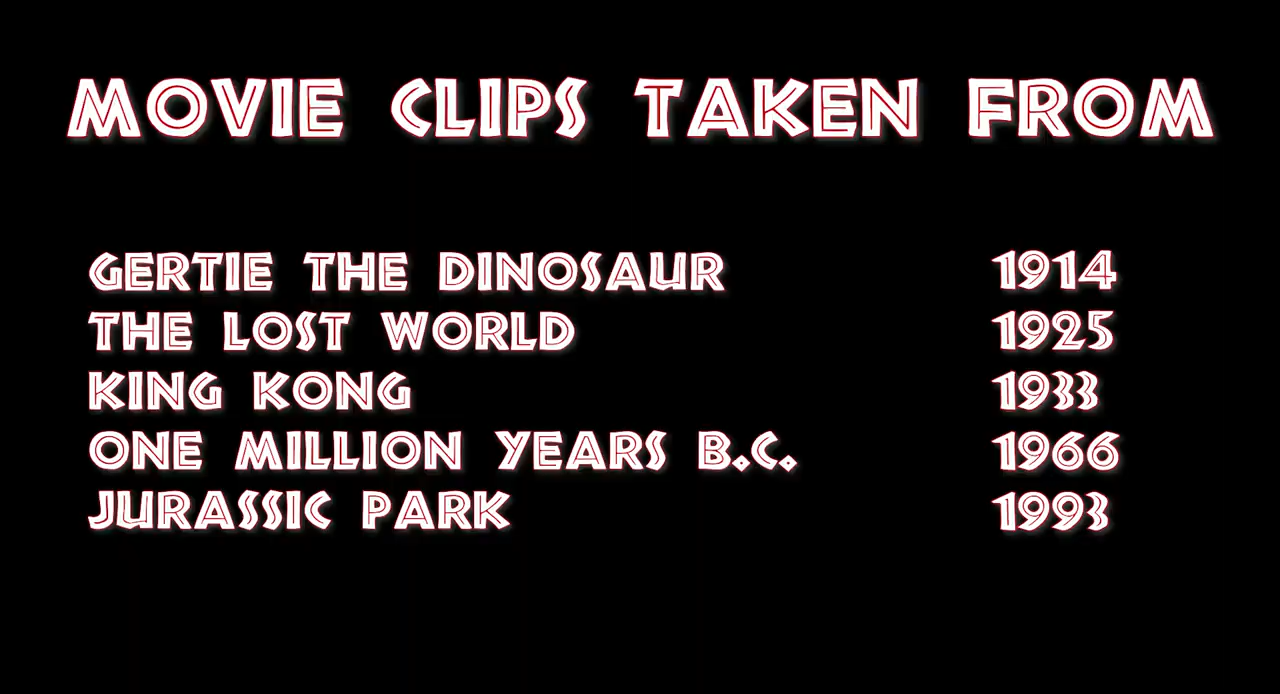 MOVIE CLIPS TAKEN FROM
GERTIE THE DINOSAUR 1914
THE LOST WORLD 1925
KING KONG 1933
ONE MILLION YEARS B.C. 1966
JURASSIC PARK 1993